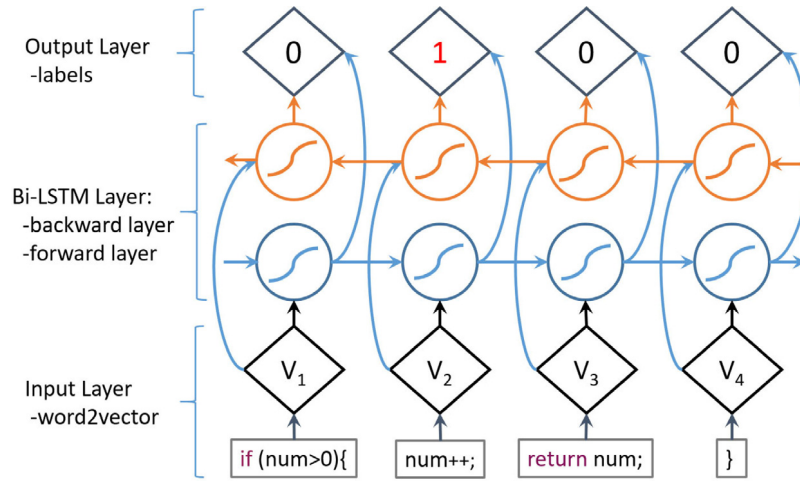 Output Layer
-labels
0
1
0
0
Bi-LSTM Layer:
-backward layer
-forward layer
Input Layer
-word2vector
V1
V2
V3
V4
if (num>0){
num++;
return num;
}